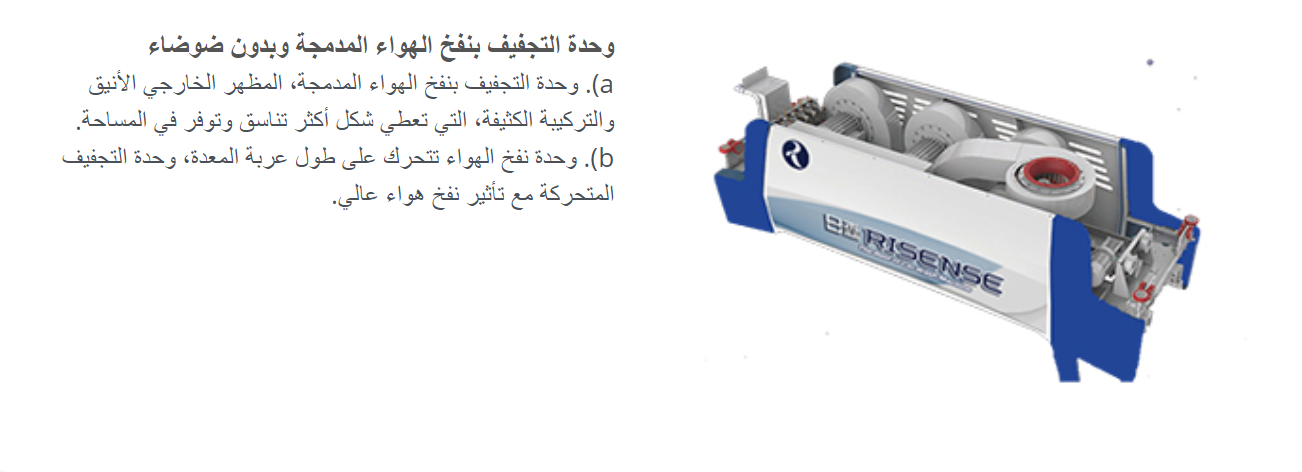 وحدة التجفيف بنفخ الهواء المدمجة وبدون ضوضاء
a). وحدة التجفيف بنفخ الهواء المدمجة، المظهر الخارجي الأنيق
والتركيبة الكثيفة، التي تعطي شكل أكثر تناسق وتوفر في المساحة.
b). وحدة نفخ الهواء تتحرك على طول عربة المعدة، وحدة التجفيف
المتحركة مع تأثير نفخ هواء عالي.
RISENSE